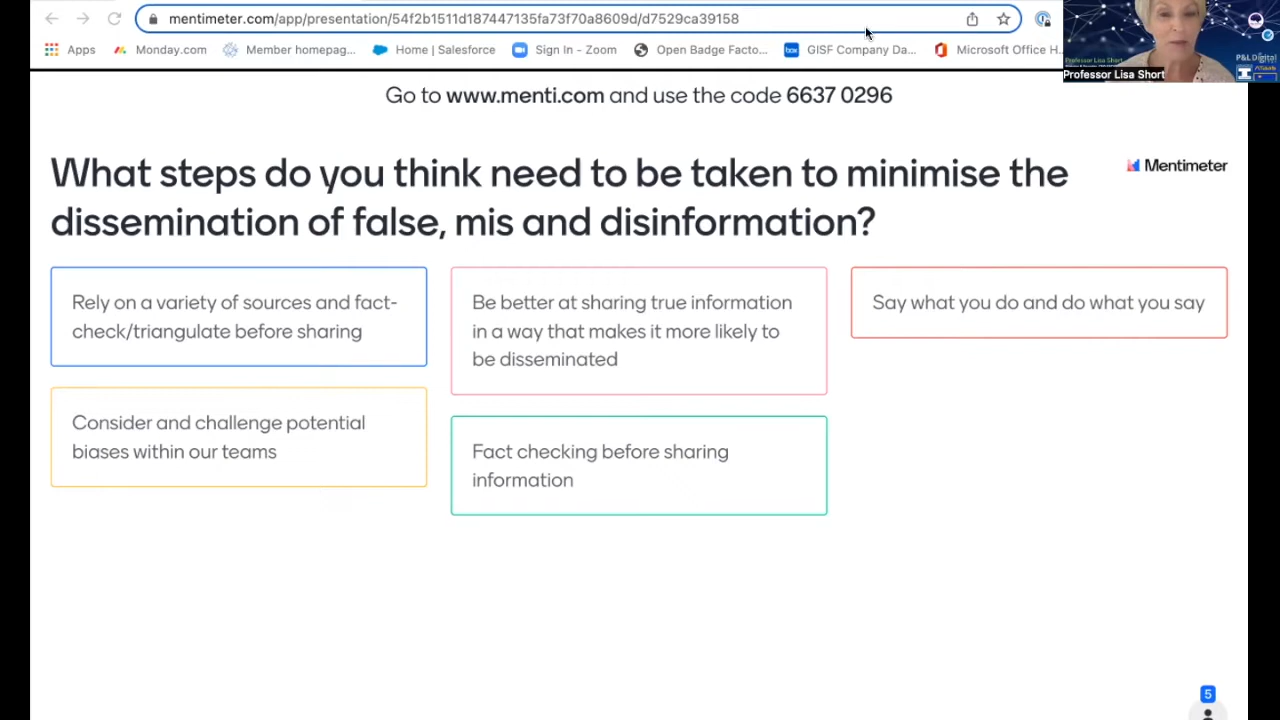 mentimeter.com/app/presentation/54f2b1511d187447135fa73f70a8609d/d7529ca39158
Apps Monday.com Member homepag... Home | Salesforce Sign In - Zoom Open Badge Facto... box GISF Company Da... Microsoft Office H...
P&L Digital
Professor Lisa Short
Professor Lisa Short
Go to www.menti.com and use the code 6637 0296
What steps do you think need to be taken to minimise the
dissemination of false, mis and disinformation?
Mentimeter
Rely on a variety of sources and fact-
check/triangulate before sharing
Consider and challenge potential
biases within our teams
Be better at sharing true information
in a way that makes it more likely to
be disseminated
Fact checking before sharing
information
Say what you do and do what you say
5